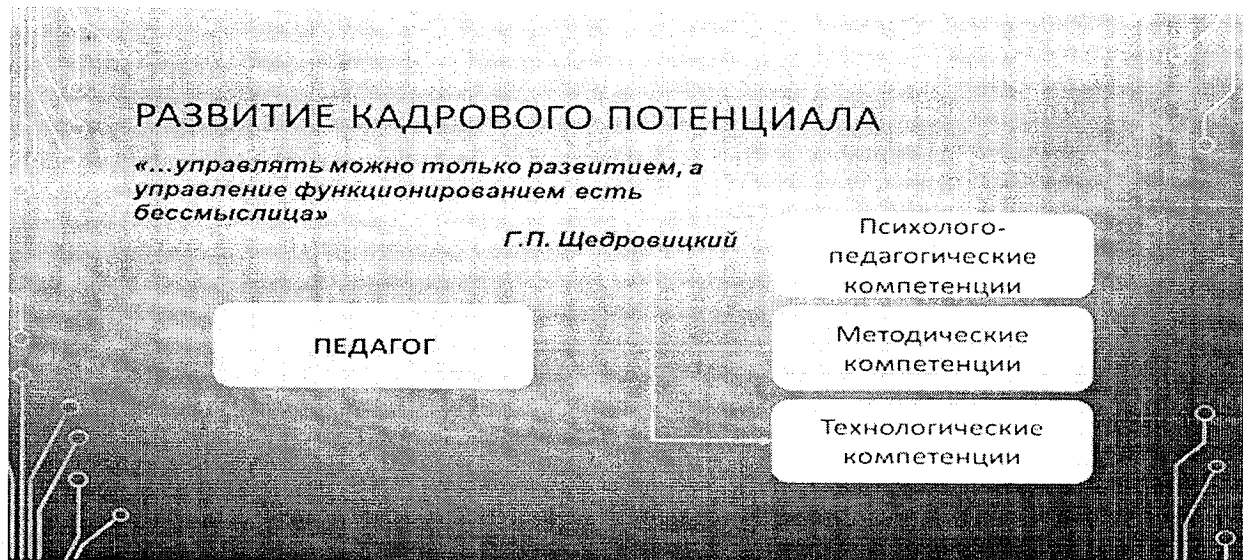 РАЗВИТИЕ КАДРОВОГО ПОТЕНЦИАЛА
«...управлять можно только развитием, а
управление функционированием есть
бессмыслица»
Г.П. Щедровицкий
ПЕДАГОГ
Психолого-
педагогические
компетенции
Методические
компетенции
Технологические
компетенции